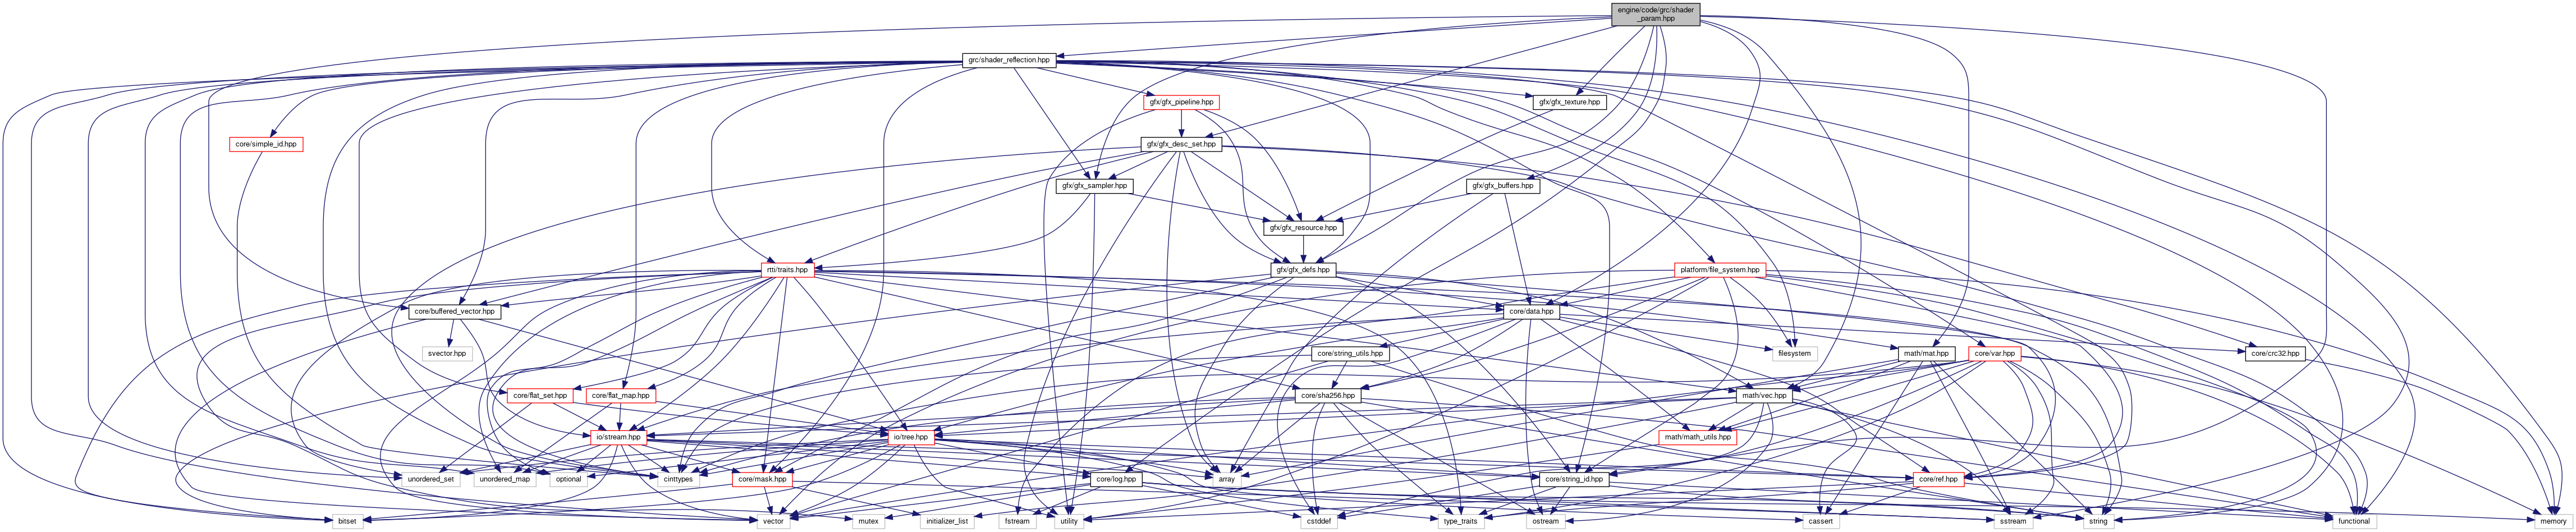 engine/code/grc/shader
_param.hpp
grc/shader_reflection.hpp
gfx/gfx_pipeline.hpp
gfx/gfx_texture.hpp
core/simple_id.hpp
gfx/gfx_desc_set.hpp
gfx/gfx_sampler.hpp
gfx/gfx_buffers.hpp
gfx/gfx_resource.hpp
rtti/traits.hpp
gfx/gfx_defs.hpp
platform/file_system.hpp
core/buffered_vector.hpp
core/data.hpp
svector.hpp
core/string_utils.hpp
filesystem
math/mat.hpp
core/var.hpp
core/crc32.hpp
core/flat_set.hpp
core/flat_map.hpp
core/sha256.hpp
math/vec.hpp
io/stream.hpp
io/tree.hpp
math/math_utils.hpp
unordered_set
unordered_map
optional
cinttypes
core/mask.hpp
core/log.hpp
array
core/string_id.hpp
core/ref.hpp
bitset
vector
mutex
initializer_list
fstream
utility
cstddef
type_traits
ostream
cassert
sstream
string
functional
memory